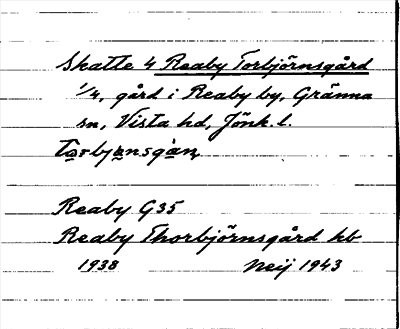 Skatte 4 Reaby Torbjörnsgård
1/4, gård i Reaby by, Gränna
sn, Vista hd, Jönk. l.
Reaby G35
Reaby Thorbjörnsgård kb
1938 Neij 1943